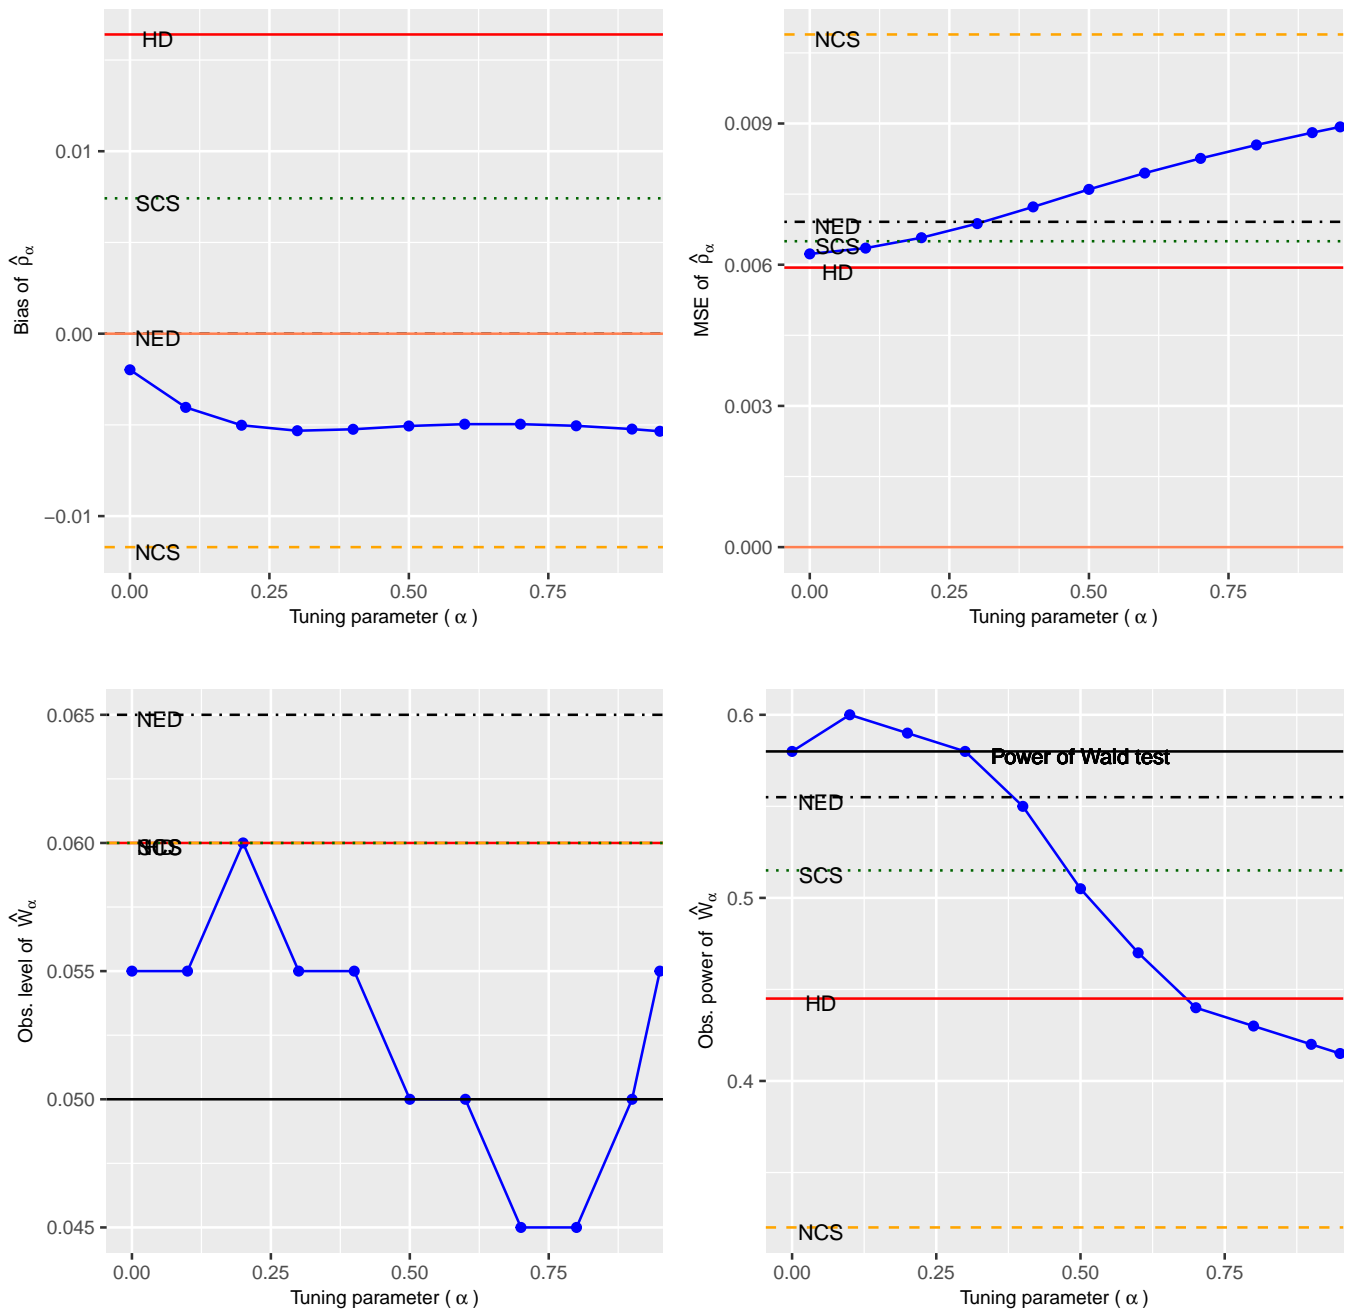 HD
0.01
SCS
Bias of ρ̂α
0.00
NED
−0.01
NCS
0.00 0.25 0.50 0.75
Tuning parameter ( α )
NCS
0.009
NED
SCS
MSE of ρ̂α
0.006
HD
0.003
0.000
0.00 0.25 0.50 0.75
Tuning parameter ( α )
0.065
NED
0.060
0.055
Obs. level of Ŵα
0.050
0.045
0.00 0.25 0.50 0.75
Tuning parameter ( α )
0.6
Power of Wald test
NED
SCS
0.5
Obs. power of Ŵα
HD
0.4
NCS
0.00 0.25 0.50 0.75
Tuning parameter ( α )